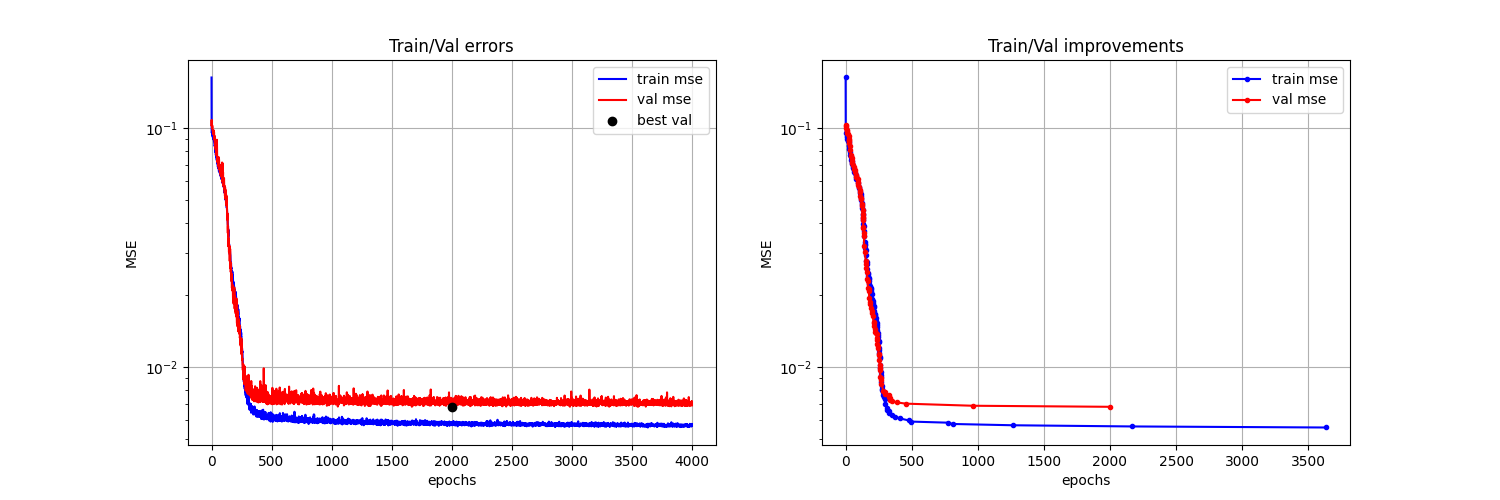 Train/Val errors
train mse
val mse
best val
MSE
10⁻¹
10⁻²
0 500 1000 1500 2000 2500 3000 3500 4000
epochs
Train/Val improvements
train mse
val mse
MSE
10⁻¹
10⁻²
0 500 1000 1500 2000 2500 3000 3500
epochs